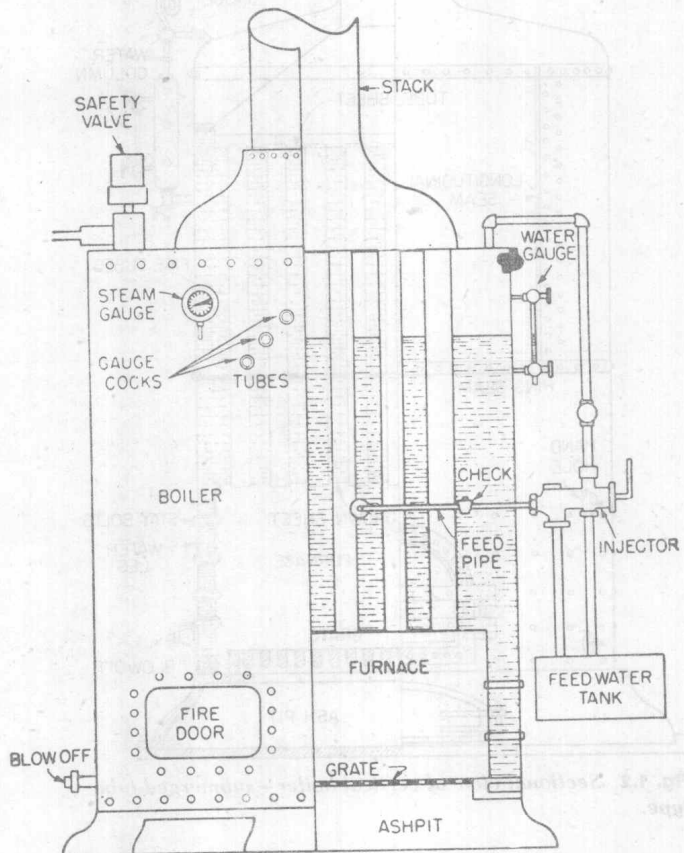 STACK
SAFETY
VALVE
WATER
GAUGE
STEAM
GAUGE
GAUGE
COCKS
TUBES
BOILER
CHECK
FEED
PIPE
INJECTOR
FURNACE
FEED WATER
TANK
FIRE
DOOR
BLOW OFF
GRATE
ASHPIT